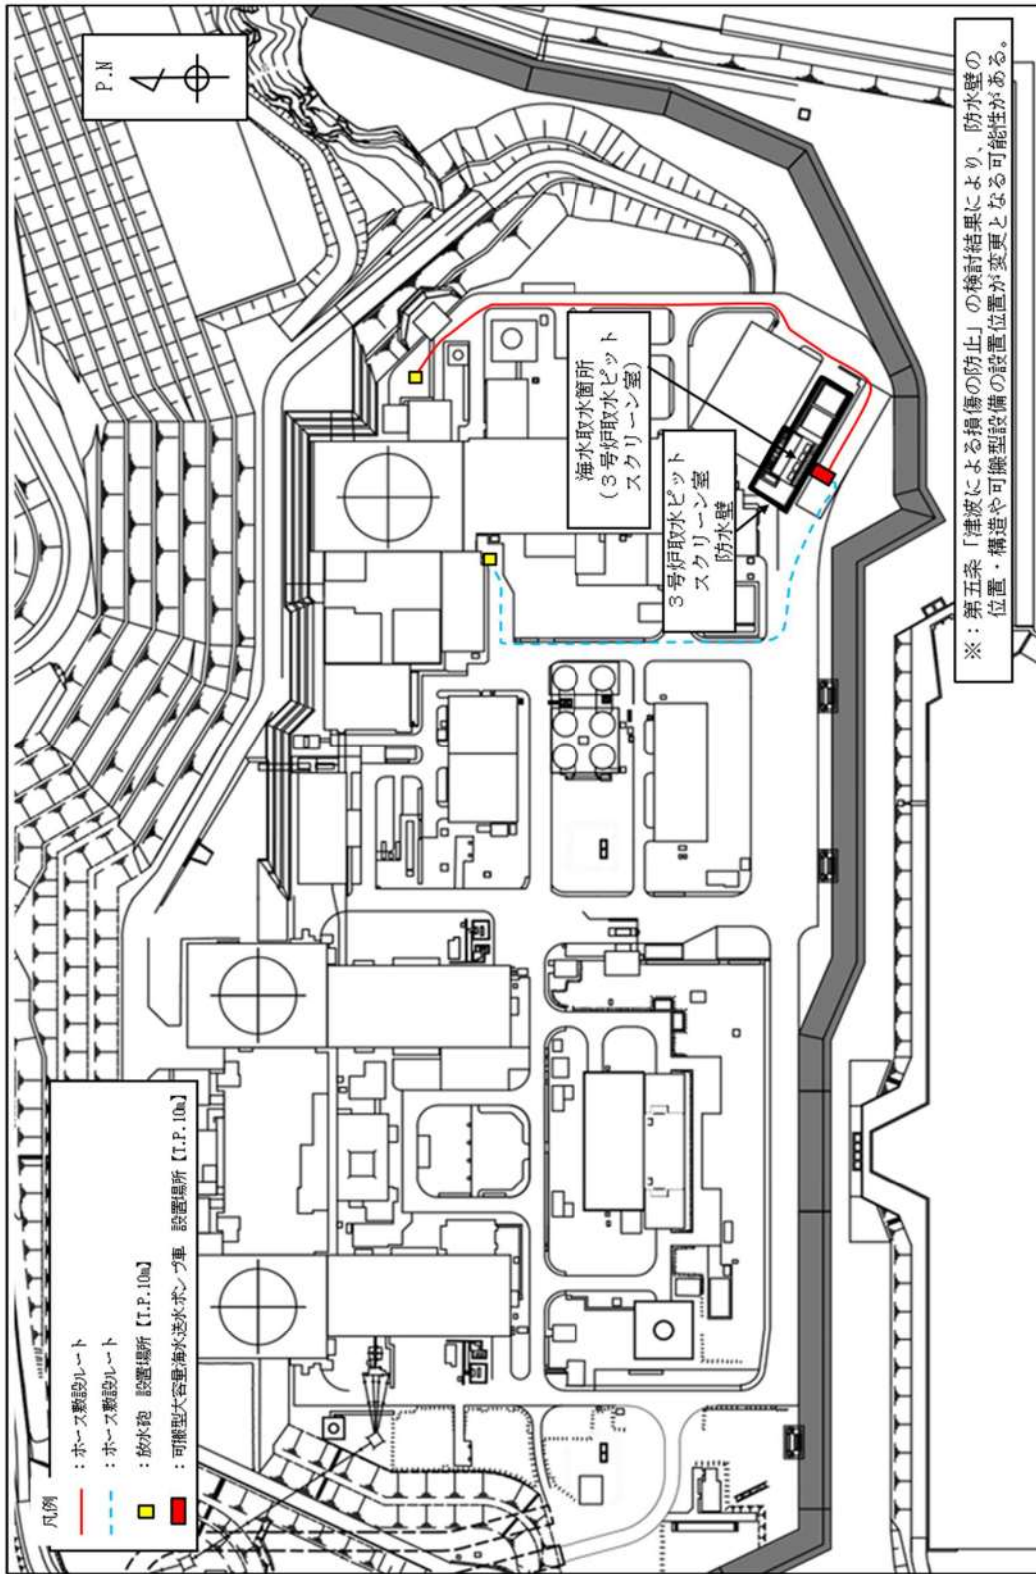 P.N
凡例
：ホース敷設ルート
：ホース敷設ルート
：放水砲　設置場所【T.P.10m】
：可搬型大容量海水送水ポンプ車　設置場所【T.P.10m】
海水取水箇所
（３号炉取水ピット
スクリーン室）
３号炉取水ピット
スクリーン室
防水壁
※：第五条「津波による損傷の防止」の検討結果により、防水壁の
位置・構造や可搬型設備の設置位置が変更となる可能性がある。